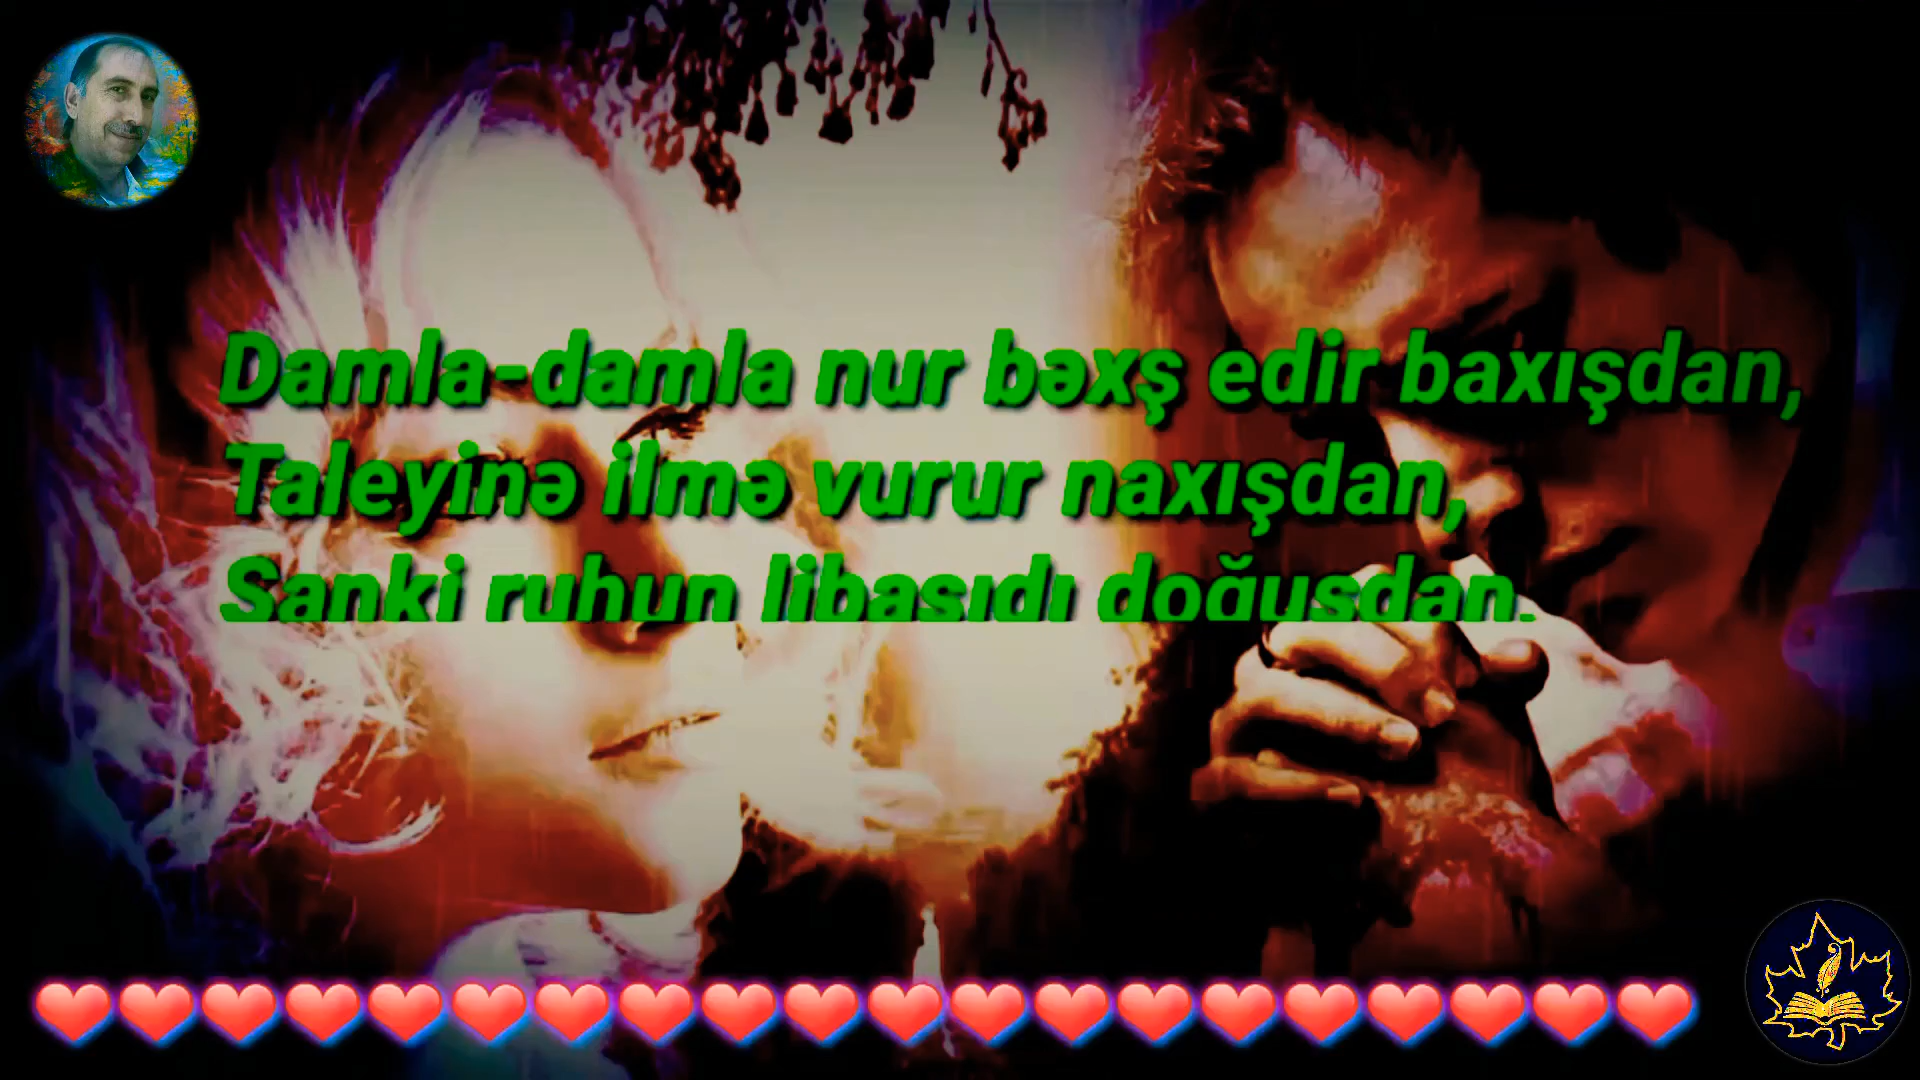 Damla-damla nur bəxş edir baxışdan,
Taleyinə ilmə vurur naxışdan,
Sanki ruhun libasıdı doğuşdan,